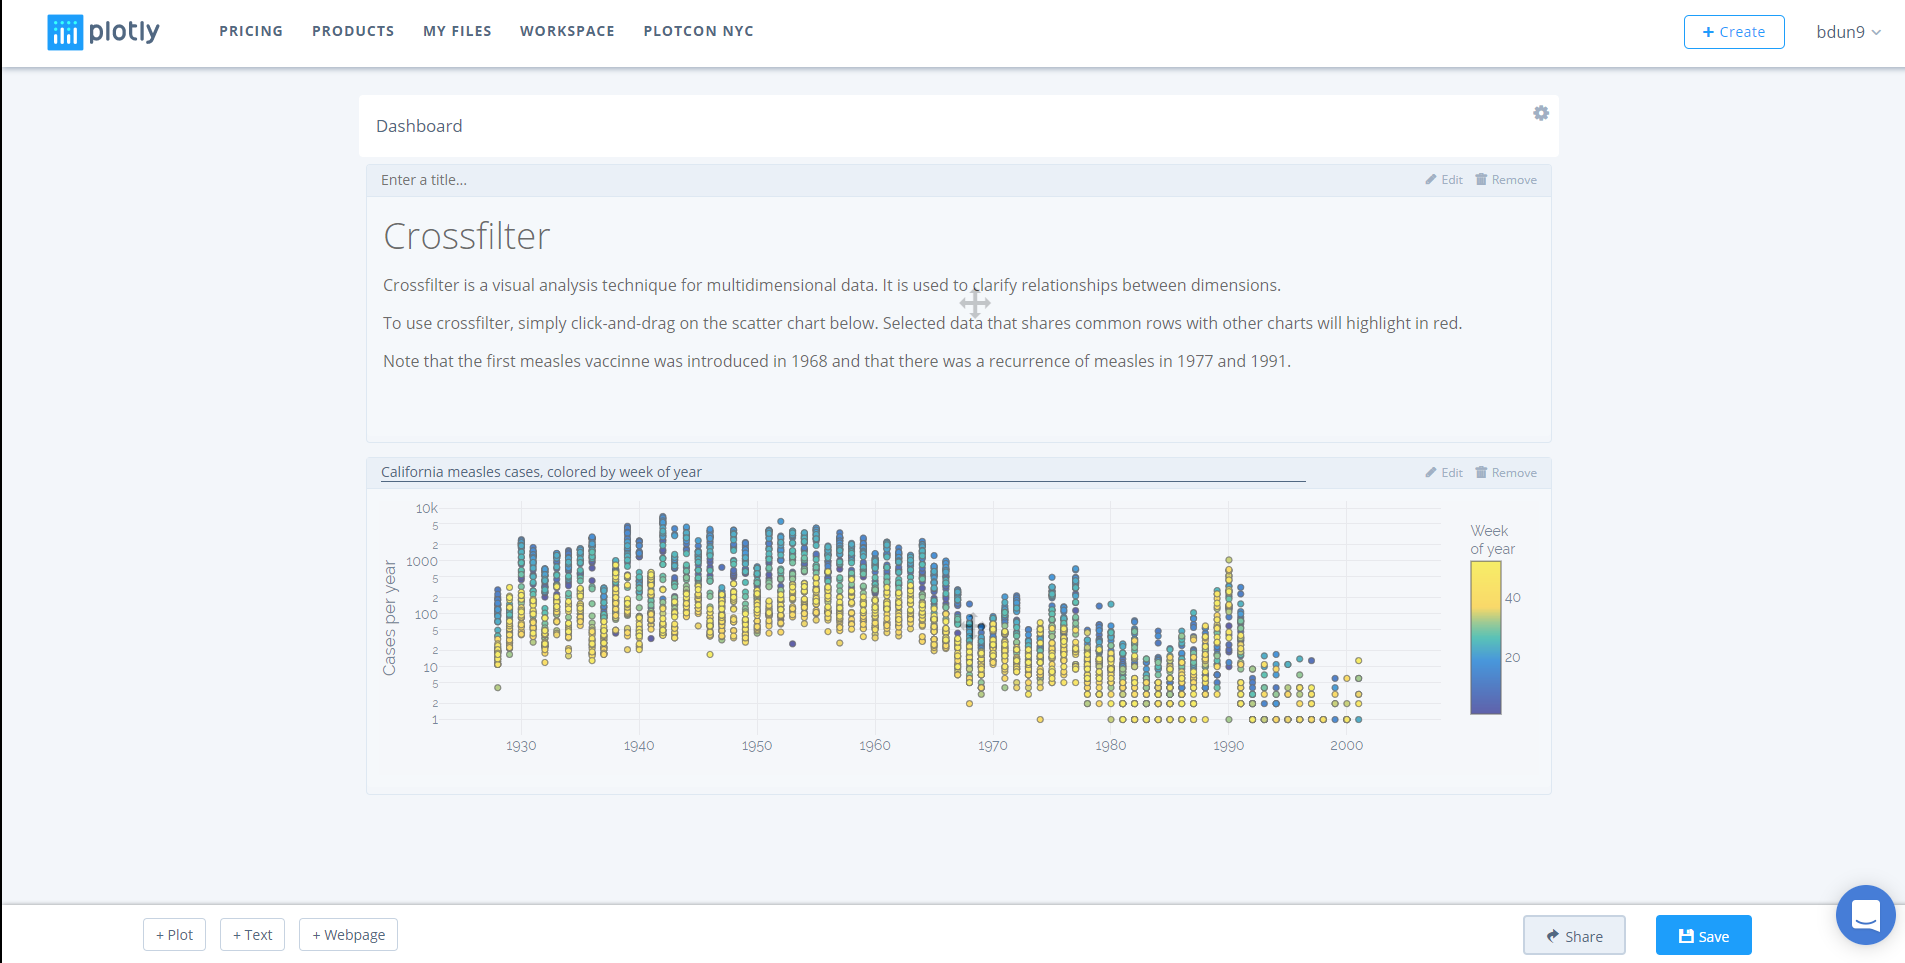 plotly PRICING PRODUCTS MY FILES WORKSPACE PLOTCON NYC + Create bdun9
Dashboard
Enter a title... Edit Remove
Crossfilter
Crossfilter is a visual analysis technique for multidimensional data. It is used to clarify relationships between dimensions.
To use crossfilter, simply click-and-drag on the scatter chart below. Selected data that shares common rows with other charts will highlight in red.
Note that the first measles vaccinne was introduced in 1968 and that there was a recurrence of measles in 1977 and 1991.
California measles cases, colored by week of year Edit Remove
Cases per year
10k
5
2
1000
5
2
100
5
2
10
5
2
1
1930 1940 1950 1960 1970 1980 1990 2000
Week
of year
40
20
+ Plot + Text + Webpage Share Save